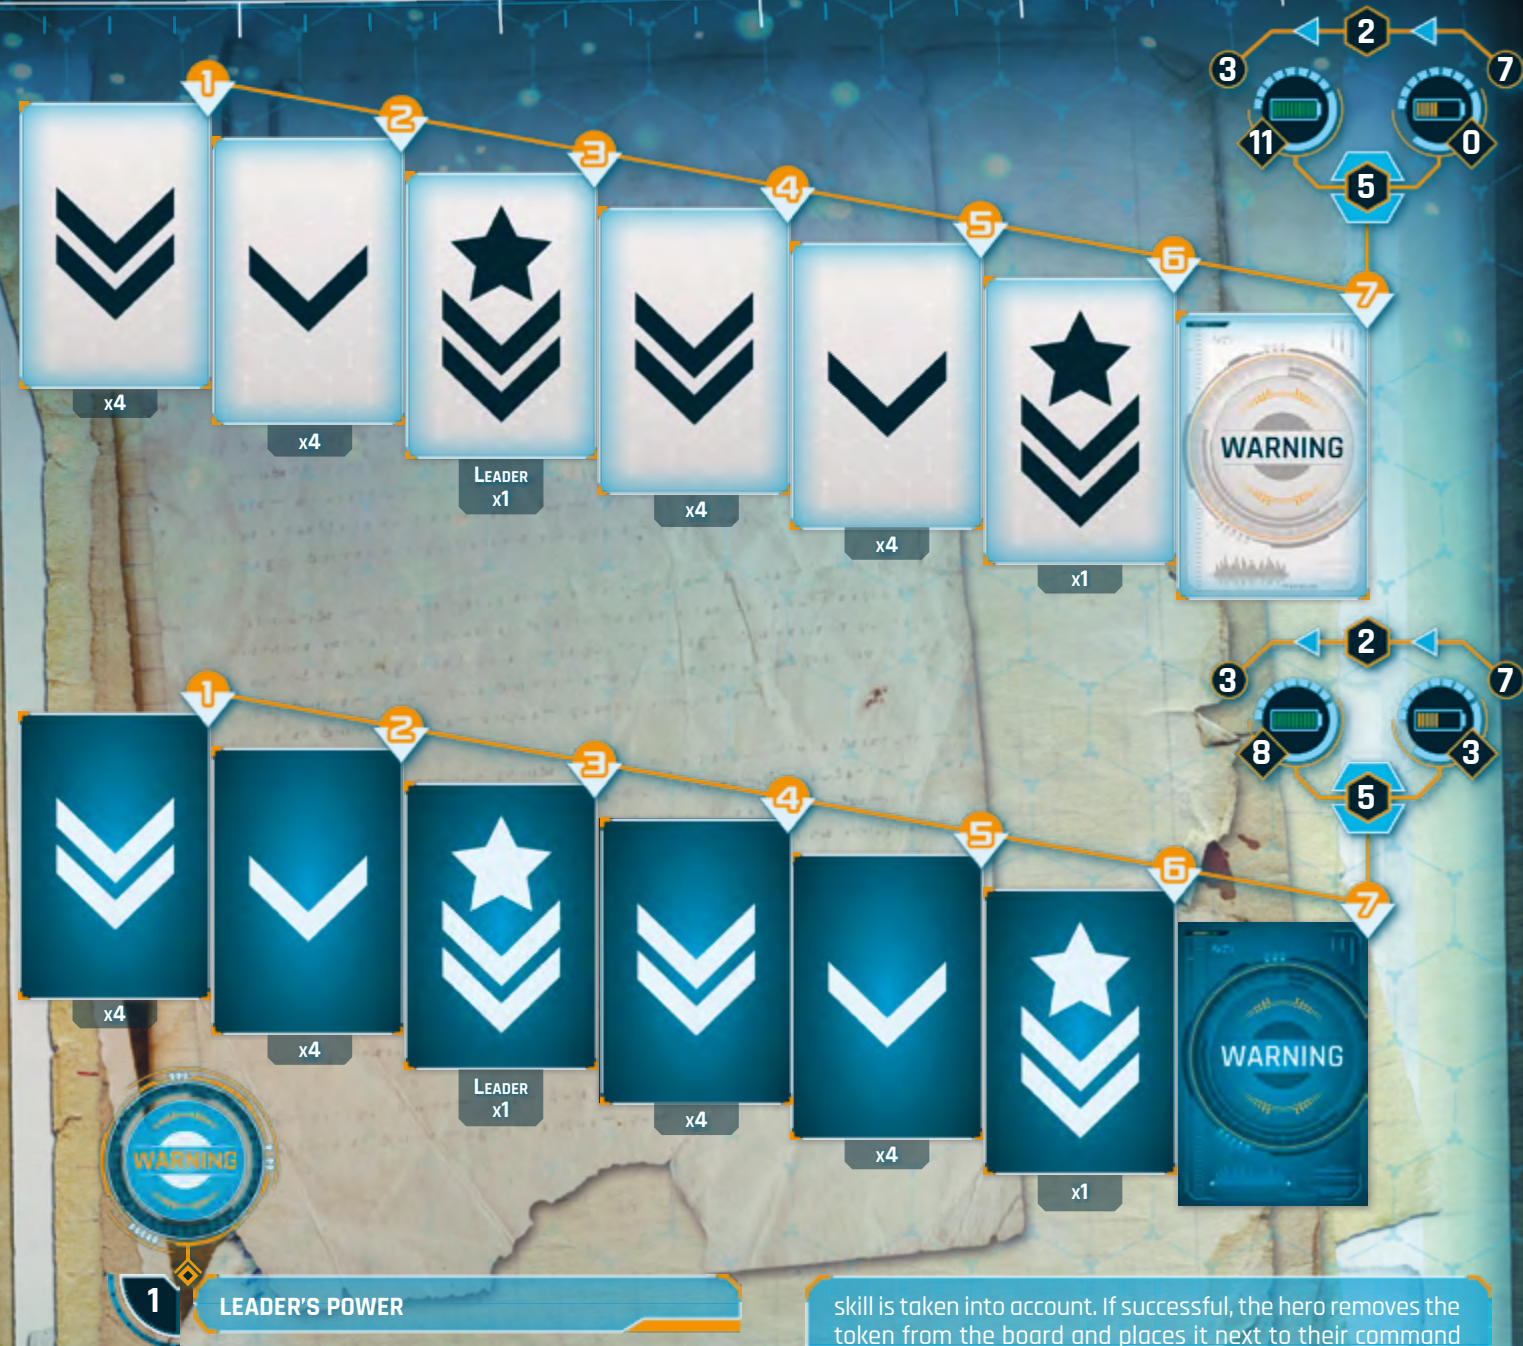 2
3
7
11
0
5
1
2
3
4
5
6
7
x4
x4
LEADER
x1
x4
x4
x1
WARNING
2
3
7
8
3
5
1
2
3
4
5
6
7
x4
x4
LEADER
x1
x4
x4
x1
WARNING
WARNING
1
LEADER'S POWER
skill is taken into account. If successful, the hero removes the
token from the board and places it next to their command